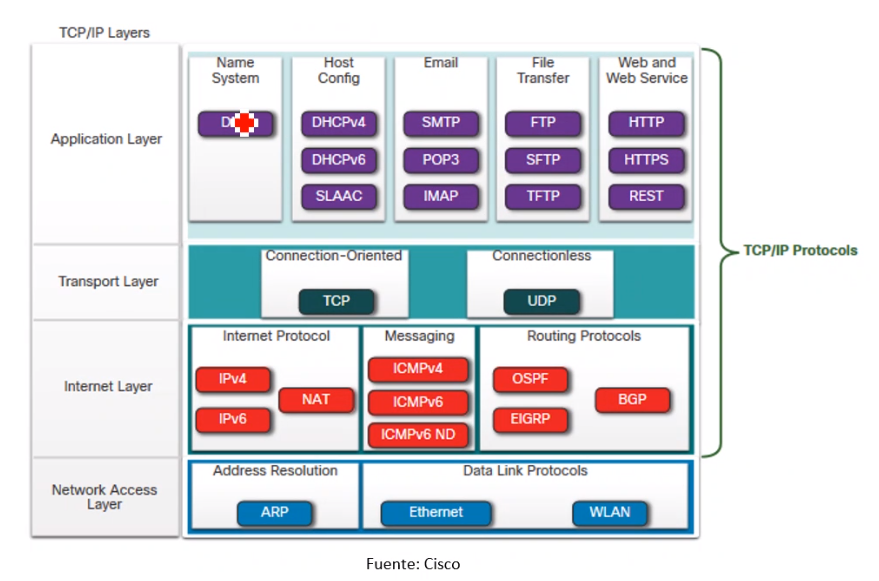 TCP/IP Layers
Name System
Host Config
Email
File Transfer
Web and Web Service
Application Layer
DHCPv4
SMTP
FTP
HTTP
DHCPv6
POP3
SFTP
HTTPS
SLAAC
IMAP
TFTP
REST
TCP/IP Protocols
Transport Layer
Connection-Oriented
Connectionless
TCP
UDP
Internet Layer
Internet Protocol
Messaging
Routing Protocols
IPv4
IPv6
NAT
ICMPv4
ICMPv6
ICMPv6 ND
OSPF
EIGRP
BGP
Network Access Layer
Address Resolution
Data Link Protocols
ARP
Ethernet
WLAN
Fuente: Cisco